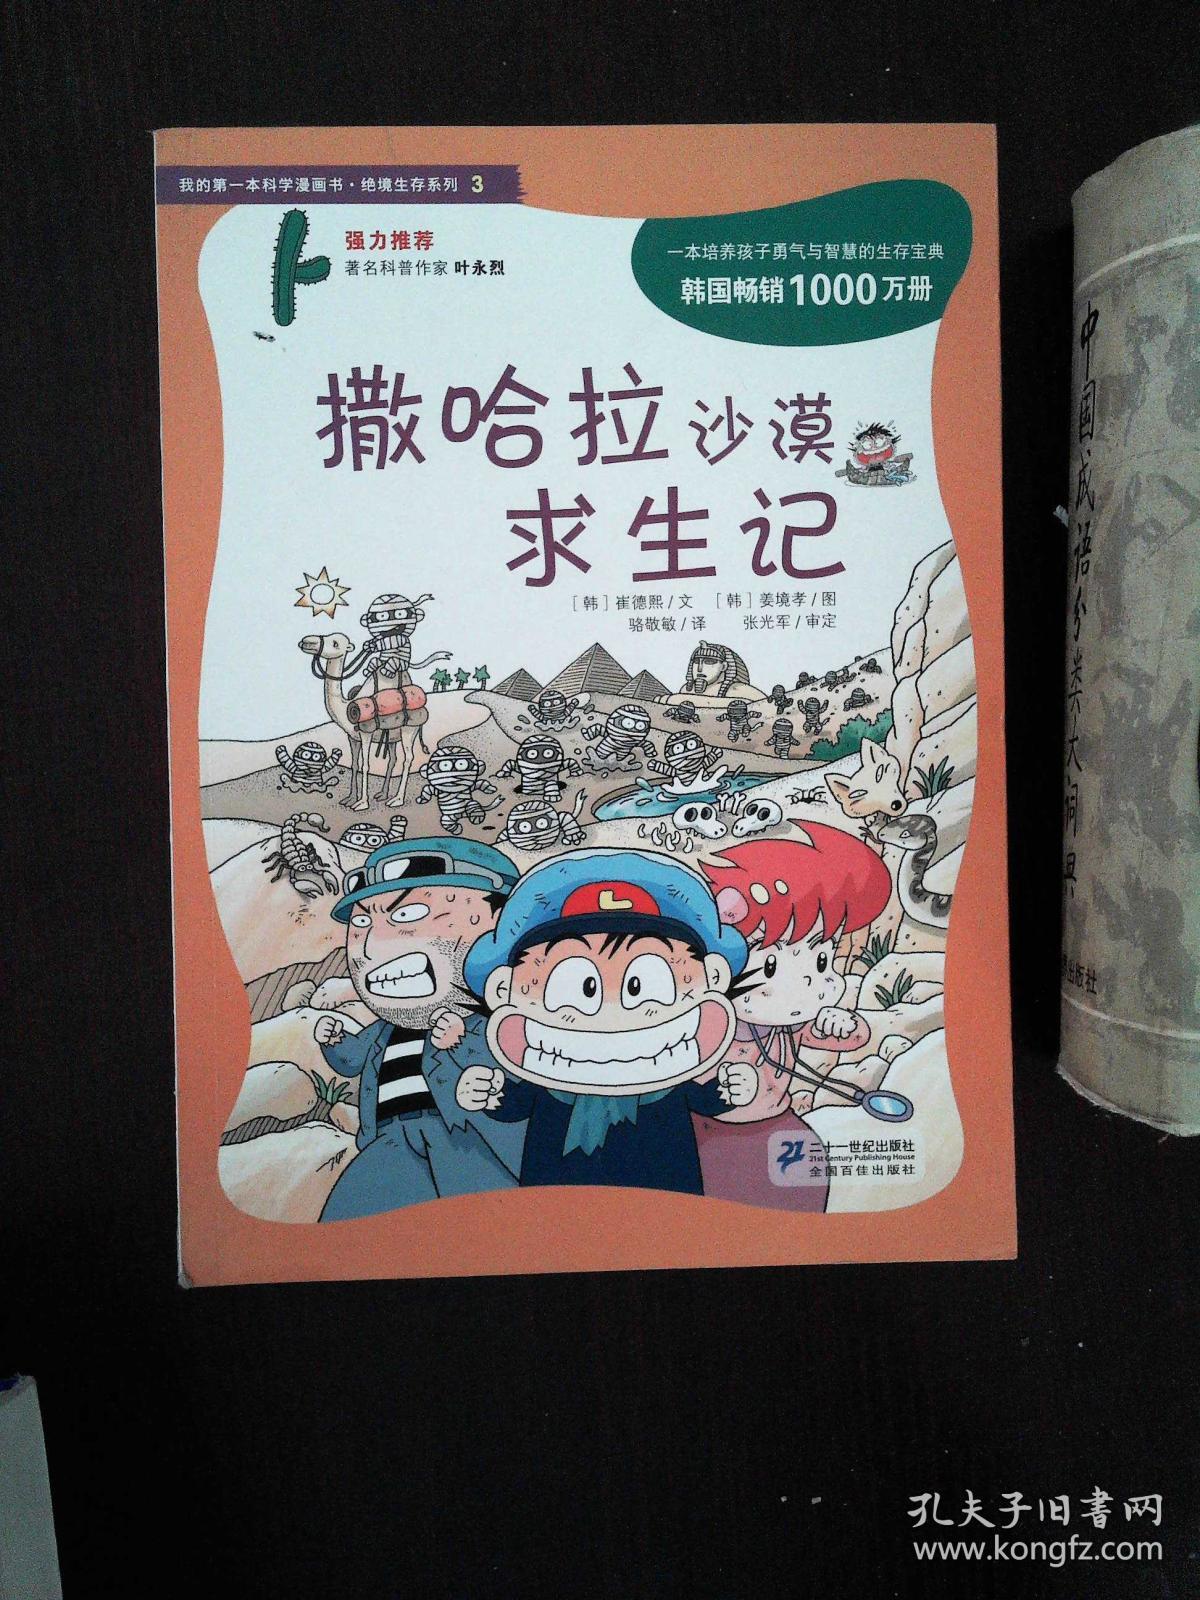 我的第一本科学漫画书·绝境生存系列 3
强力推荐
著名科普作家 叶永烈
一本培养孩子勇气与智慧的生存宝典
韩国畅销1000万册
撒哈拉沙漠
求生记
[韩]崔德熙/文 [韩]姜境孝/图
骆敬敏/译 张光军/审定
L
21 二十一世纪出版社
21st Century Publishing House
全国百佳出版社
中国成语分类大词典
出版社
孔夫子旧书网
www.kongfz.com